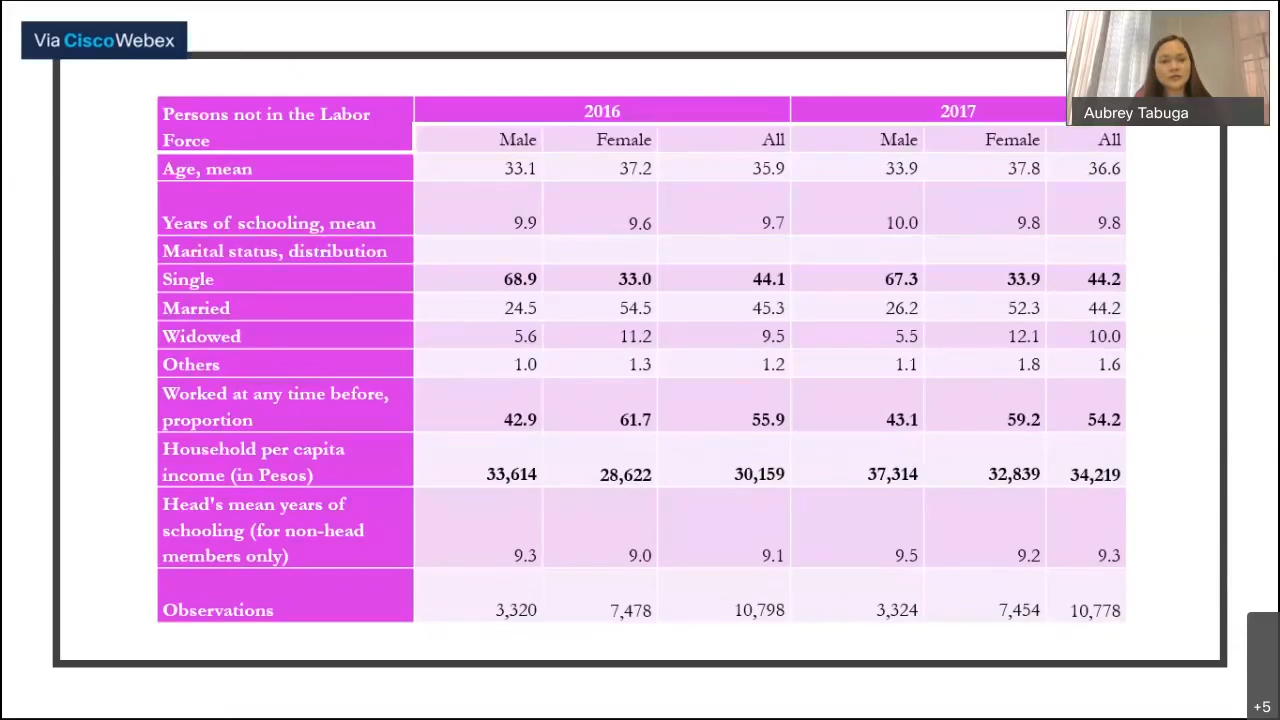 Via Cisco Webex
Aubrey Tabuga
Persons not in the Labor
Force
2016
2017
Male Female All Male Female All
Age, mean 33.1 37.2 35.9 33.9 37.8 36.6
Years of schooling, mean 9.9 9.6 9.7 10.0 9.8 9.8
Marital status, distribution
Single 68.9 33.0 44.1 67.3 33.9 44.2
Married 24.5 54.5 45.3 26.2 52.3 44.2
Widowed 5.6 11.2 9.5 5.5 12.1 10.0
Others 1.0 1.3 1.2 1.1 1.8 1.6
Worked at any time before,
proportion 42.9 61.7 55.9 43.1 59.2 54.2
Household per capita
income (in Pesos) 33,614 28,622 30,159 37,314 32,839 34,219
Head's mean years of
schooling (for non-head
members only) 9.3 9.0 9.1 9.5 9.2 9.3
Observations 3,320 7,478 10,798 3,324 7,454 10,778
+5